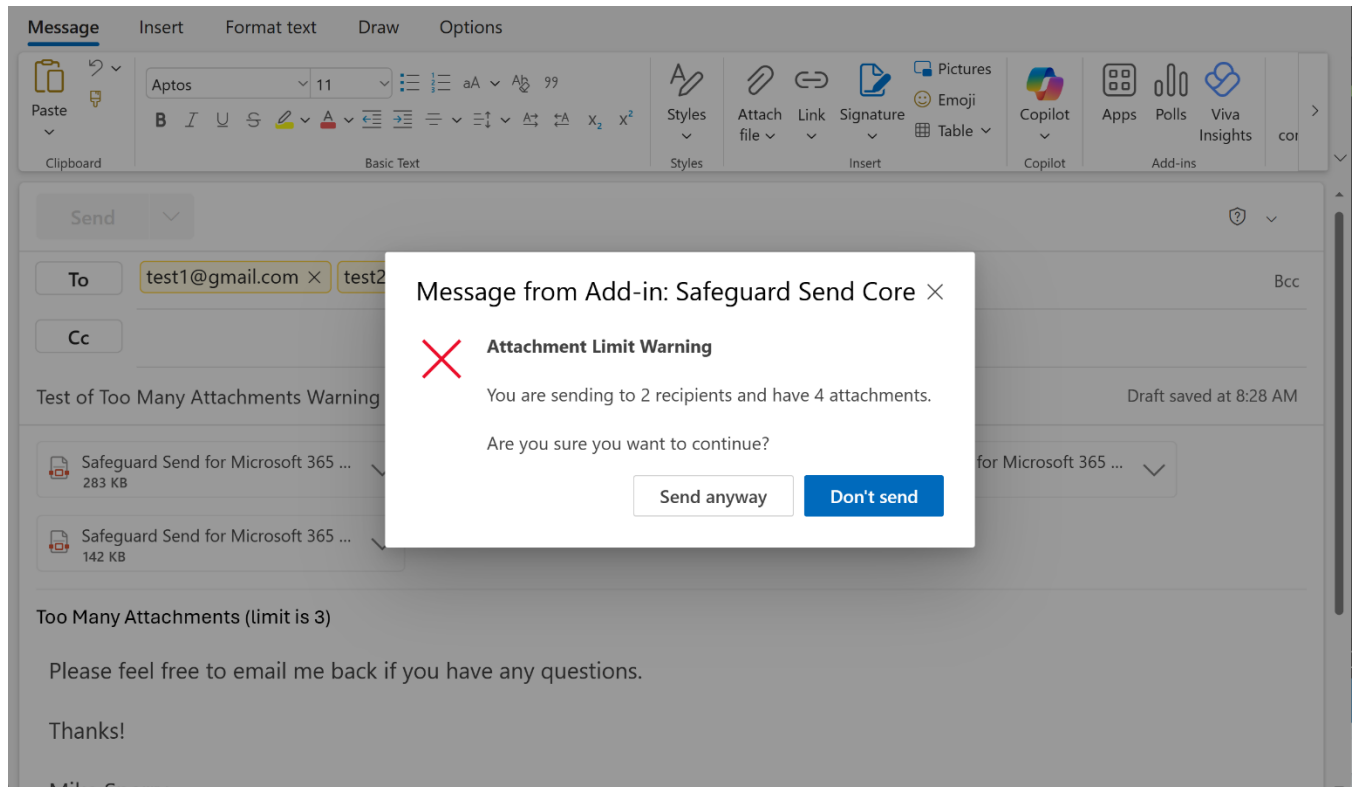 Message Insert Format text Draw Options
Paste
Clipboard
Aptos 11
aA Ab 99
B I U S A A A x2 x2
Basic Text
Styles
Styles
Attach file
Link
Signature
Pictures
Emoji
Table
Insert
Copilot
Copilot
Apps
Polls
Viva Insights
Add-ins
Send
To test1@gmail.com test2
Bcc
Cc
Test of Too Many Attachments Warning
Draft saved at 8:28 AM
Safeguard Send for Microsoft 365 ...
283 KB
for Microsoft 365 ...
Safeguard Send for Microsoft 365 ...
142 KB
Message from Add-in: Safeguard Send Core
Attachment Limit Warning
You are sending to 2 recipients and have 4 attachments.
Are you sure you want to continue?
Send anyway Don't send
Too Many Attachments (limit is 3)
Please feel free to email me back if you have any questions.
Thanks!